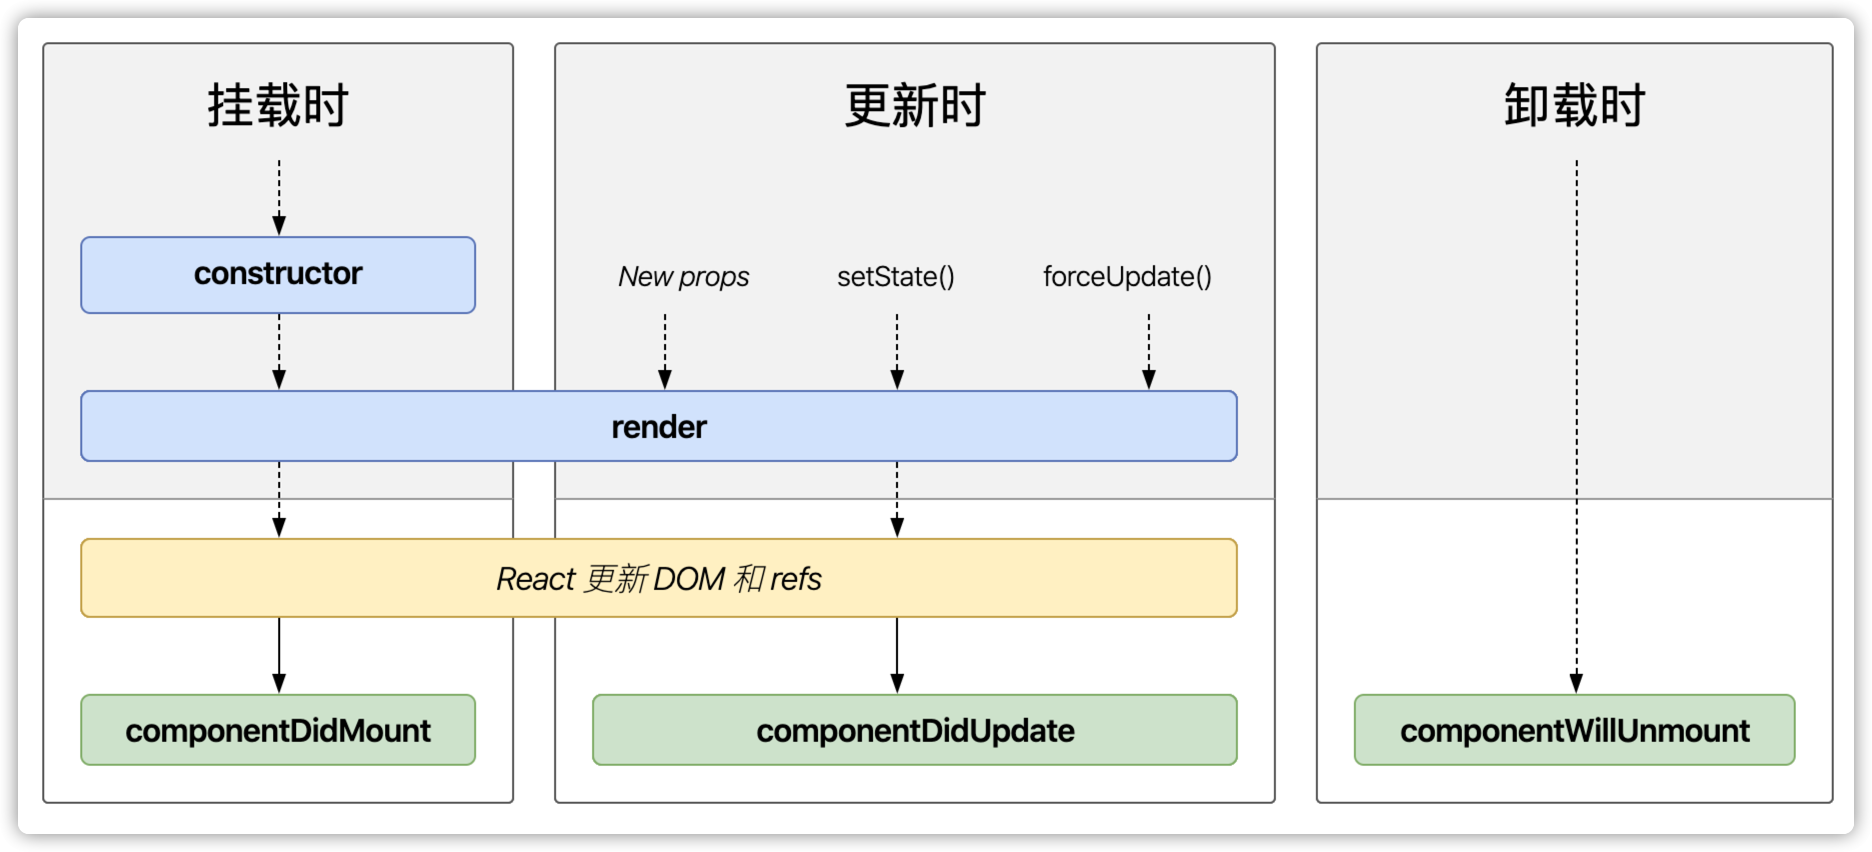 挂载时
更新时
卸载时
constructor
New props
setState()
forceUpdate()
render
React 更新 DOM 和 refs
componentDidMount
componentDidUpdate
componentWillUnmount